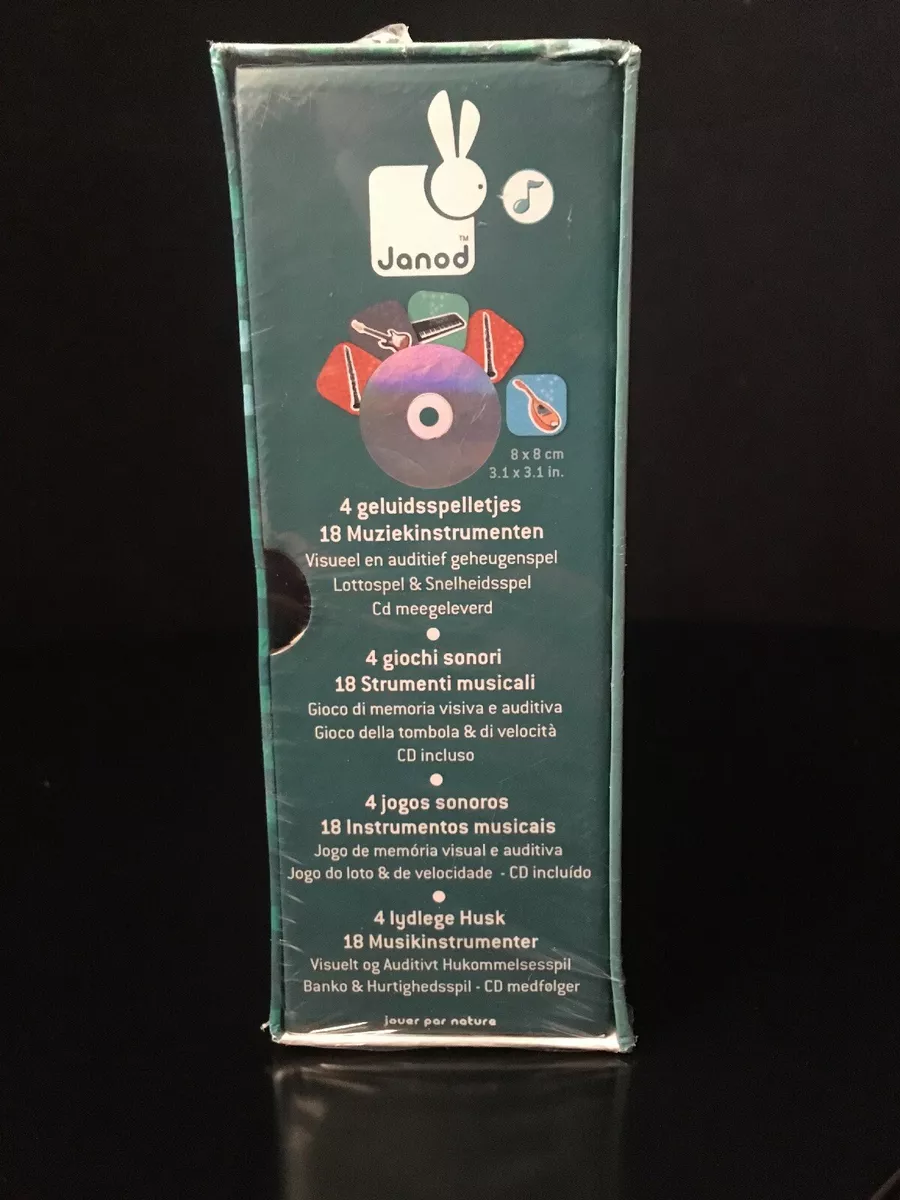 Janod
TM
8 x 8 cm
3.1 x 3.1 in.
4 geluidsspelletjes
18 Muziekinstrumenten
Visueel en auditief geheugenspel
Lottospel & Snelheidsspel
Cd meegeleverd
4 giochi sonori
18 Strumenti musicali
Gioco di memoria visiva e auditiva
Gioco della tombola & di velocità
CD incluso
4 jogos sonoros
18 Instrumentos musicais
Jogo de memória visual e auditiva
Jogo do loto & de velocidade - CD incluído
4 lydlege Husk
18 Musikinstrumenter
Visuelt og Auditivt Hukommelsesspil
Banko & Hurtighedsspil - CD medfølger
jouer par nature